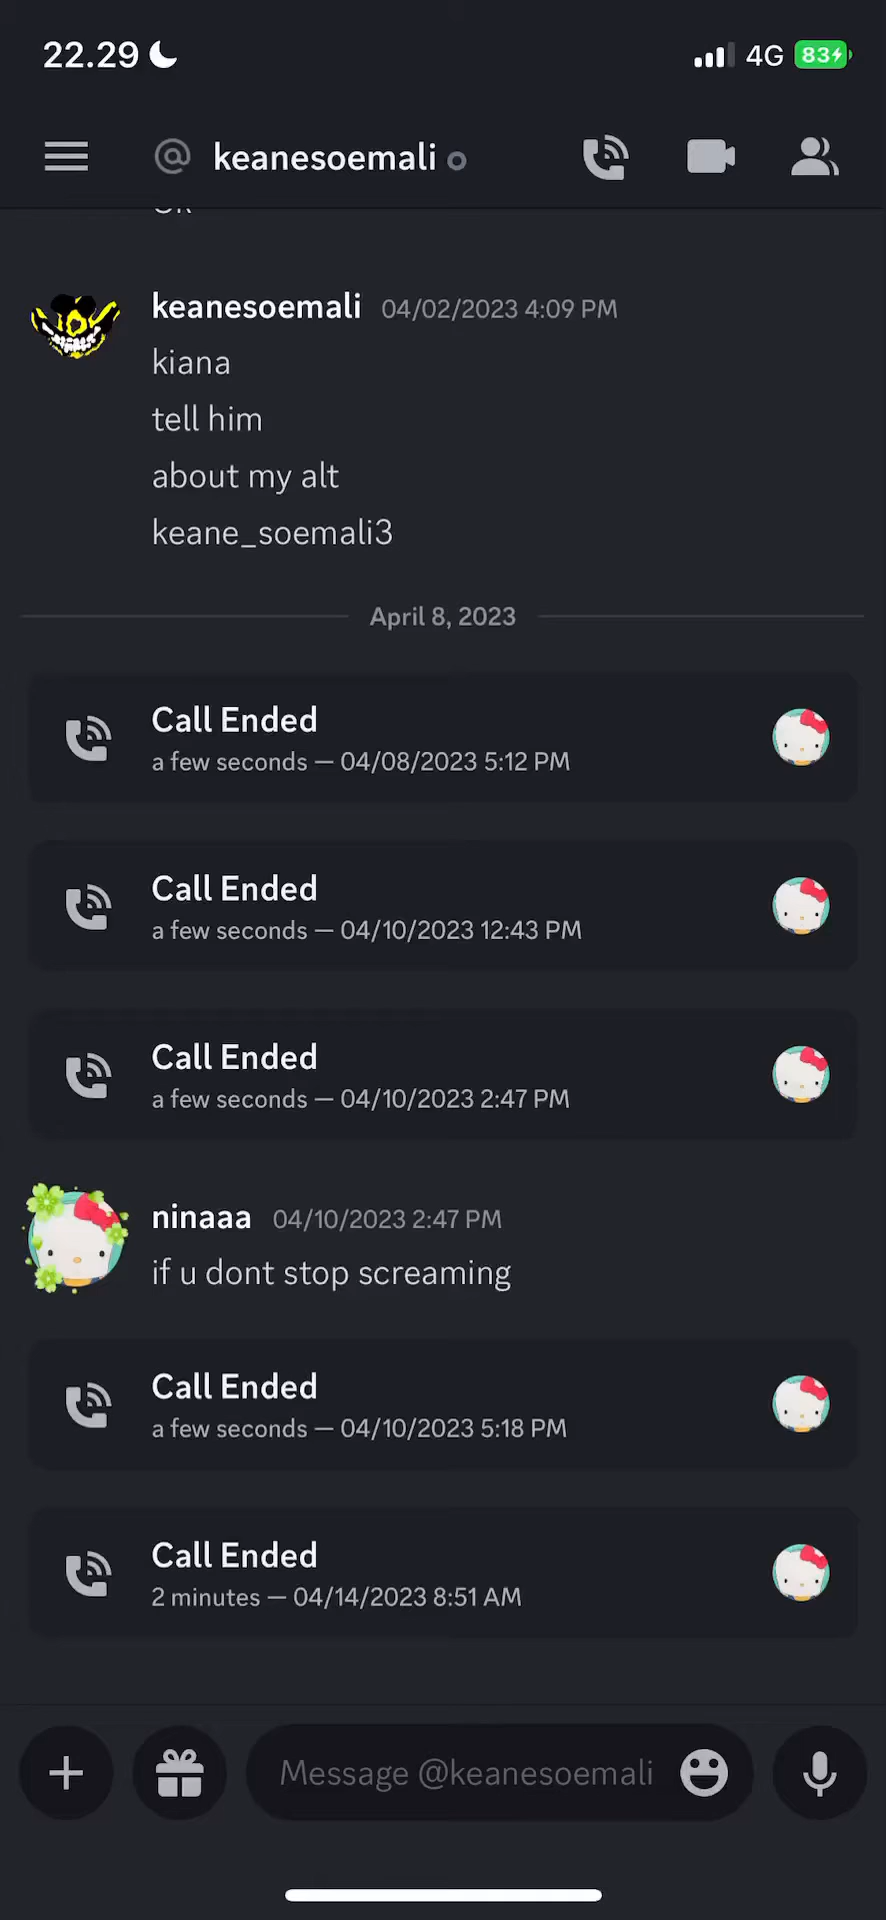 22.29
4G
83
@ keanesoemali
keanesoemali 04/02/2023 4:09 PM
kiana
tell him
about my alt
keane_soemali3
April 8, 2023
Call Ended
a few seconds — 04/08/2023 5:12 PM
Call Ended
a few seconds — 04/10/2023 12:43 PM
Call Ended
a few seconds — 04/10/2023 2:47 PM
ninaaa 04/10/2023 2:47 PM
if u dont stop screaming
Call Ended
a few seconds — 04/10/2023 5:18 PM
Call Ended
2 minutes — 04/14/2023 8:51 AM
Message @keanesoemali